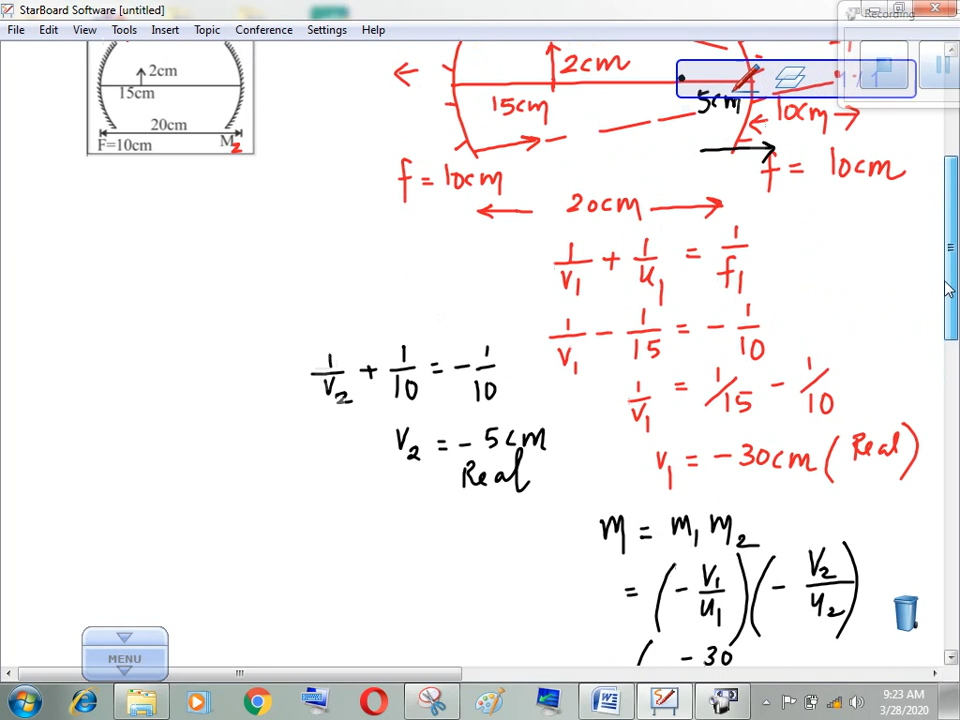 StarBoard Software [untitled]
Recording
File Edit View Tools Insert Topic Conference Settings Help
2cm
15cm
20cm
F=10cm M2
2cm
15cm
5cm
10cm
f = 10cm
f = 10cm
20cm
1/v1 + 1/u1 = 1/f1
1/v1 - 1/15 = - 1/10
1/v1 = 1/15 - 1/10
v1 = - 30cm (Real)
1/v2 + 1/10 = - 1/10
v2 = - 5cm
Real
m = m1 m2
= (- v1/u1) (- v2/u2)
( - 30
MENU
9:23 AM
3/28/2020